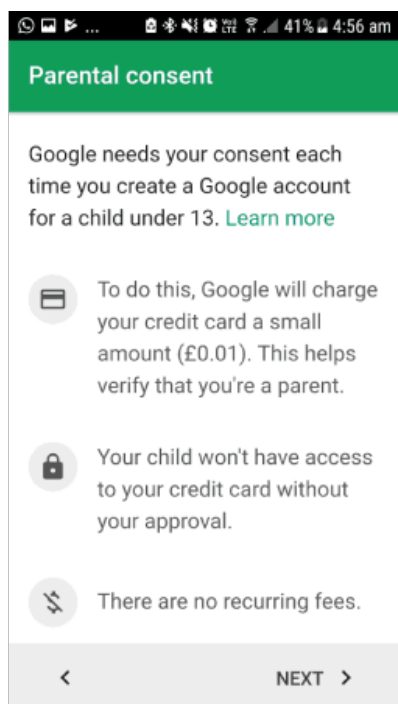 ... VoD LTE 41% 4:56 am
Parental consent
Google needs your consent each
time you create a Google account
for a child under 13. Learn more
To do this, Google will charge
your credit card a small
amount (£0.01). This helps
verify that you're a parent.
Your child won't have access
to your credit card without
your approval.
There are no recurring fees.
NEXT